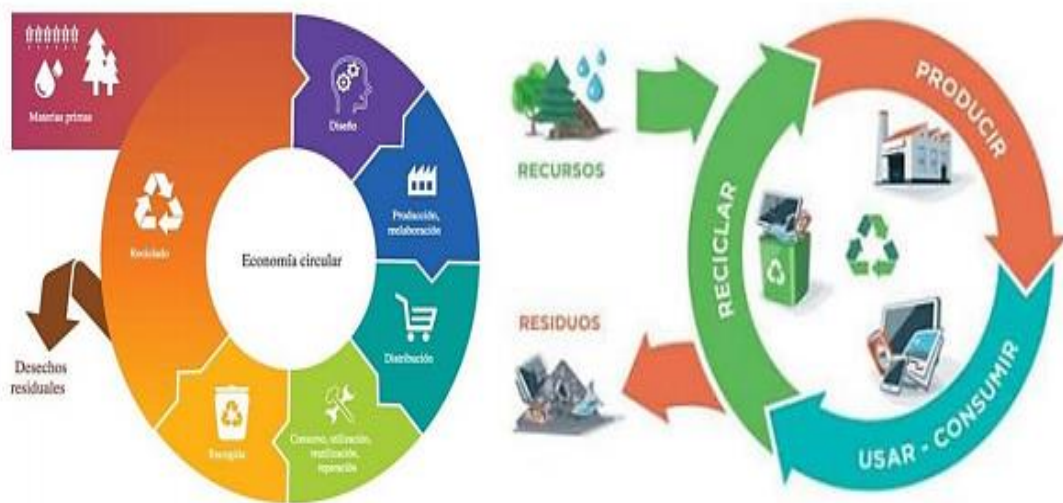 Materias primas
Diseño
Producción,
reelaboración
Distribución
Consumo, utilización,
reutilización,
reparación
Recogida
Reciclado
Desechos
residuales
Economía circular
RECURSOS
RESIDUOS
RECICLAR
PRODUCIR
USAR - CONSUMIR